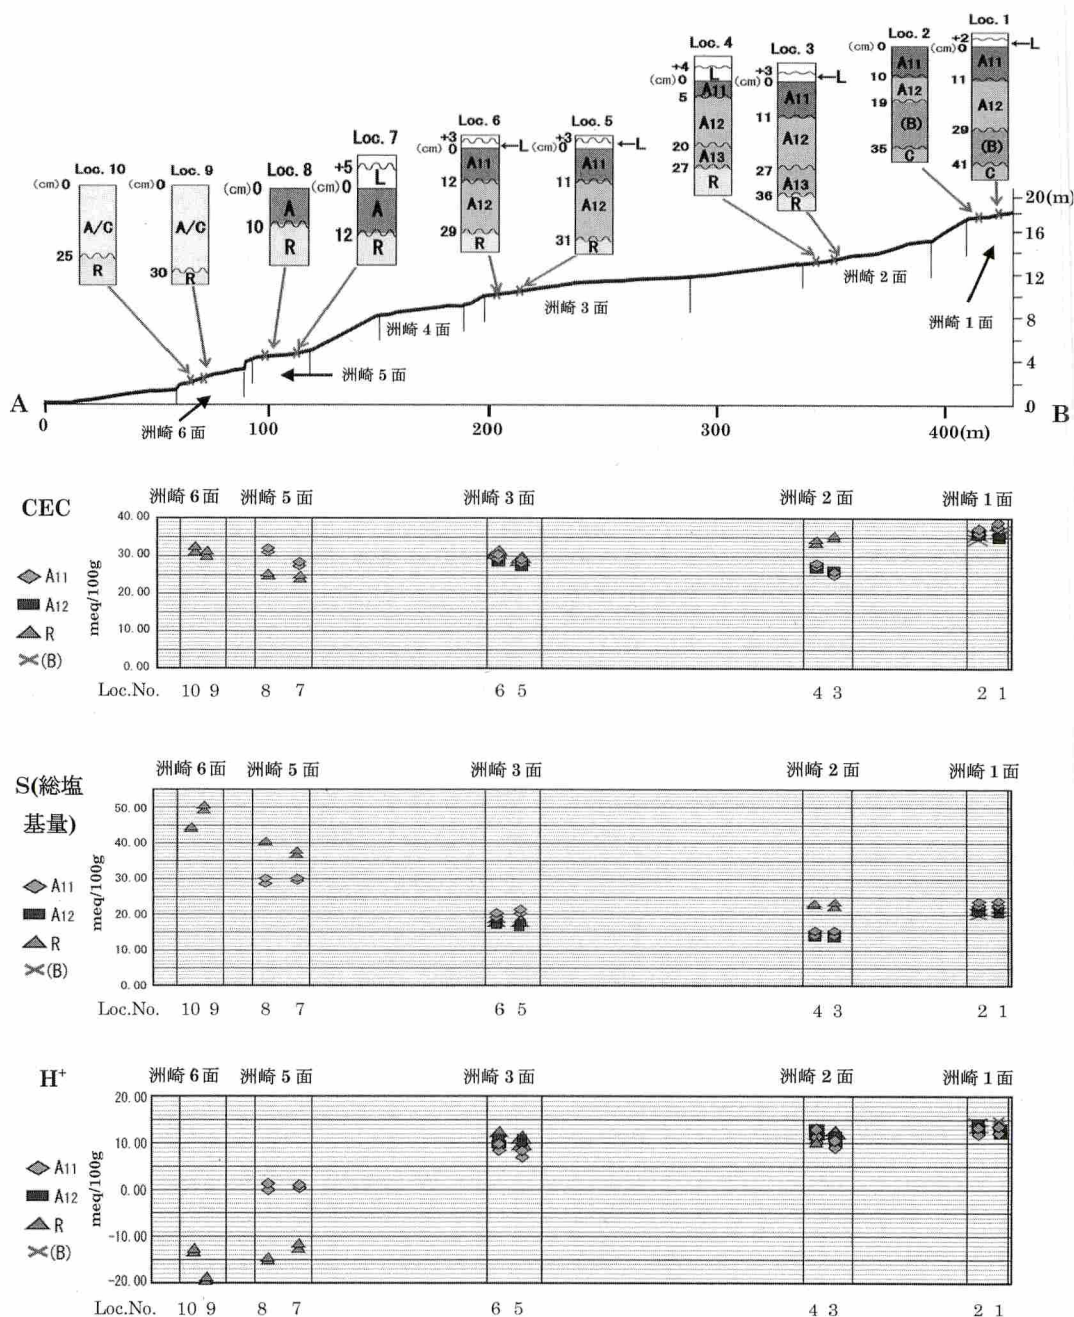 Loc. 1
Loc. 2
Loc. 3
Loc. 4
Loc. 5
Loc. 6
Loc. 7
Loc. 8
Loc. 9
Loc. 10
+2
(cm) 0
L
A11
11
A12
29
(B)
41
C
(cm) 0
A11
10
A12
19
(B)
35
C
+3
(cm) 0
L
A11
11
A12
27
A13
36
R
+4
(cm) 0
L
A11
5
A12
20
A13
27
R
+3
(cm) 0
L
A11
11
A12
31
R
+3
(cm) 0
L
A11
12
A12
29
R
+5
(cm) 0
L
A
12
R
(cm) 0
A
10
R
(cm) 0
A/C
30
R
(cm) 0
A/C
25
R
20(m)
16
12
8
4
0
洲崎 1 面
洲崎 2 面
洲崎 3 面
洲崎 4 面
洲崎 5 面
洲崎 6 面
A
B
0 100 200 300 400(m)
CEC
洲崎 6 面 洲崎 5 面 洲崎 3 面 洲崎 2 面 洲崎 1 面
40.00
30.00
20.00
10.00
0.00
meq/100g
A11
A12
R
(B)
Loc.No. 10 9 8 7 6 5 4 3 2 1
S(総塩
基量)
洲崎 6 面 洲崎 5 面 洲崎 3 面 洲崎 2 面 洲崎 1 面
50.00
40.00
30.00
20.00
10.00
0.00
meq/100g
A11
A12
R
(B)
Loc.No. 10 9 8 7 6 5 4 3 2 1
H⁺
洲崎 6 面 洲崎 5 面 洲崎 3 面 洲崎 2 面 洲崎 1 面
20.00
10.00
0.00
-10.00
-20.00
meq/100g
A11
A12
R
(B)
Loc.No. 10 9 8 7 6 5 4 3 2 1